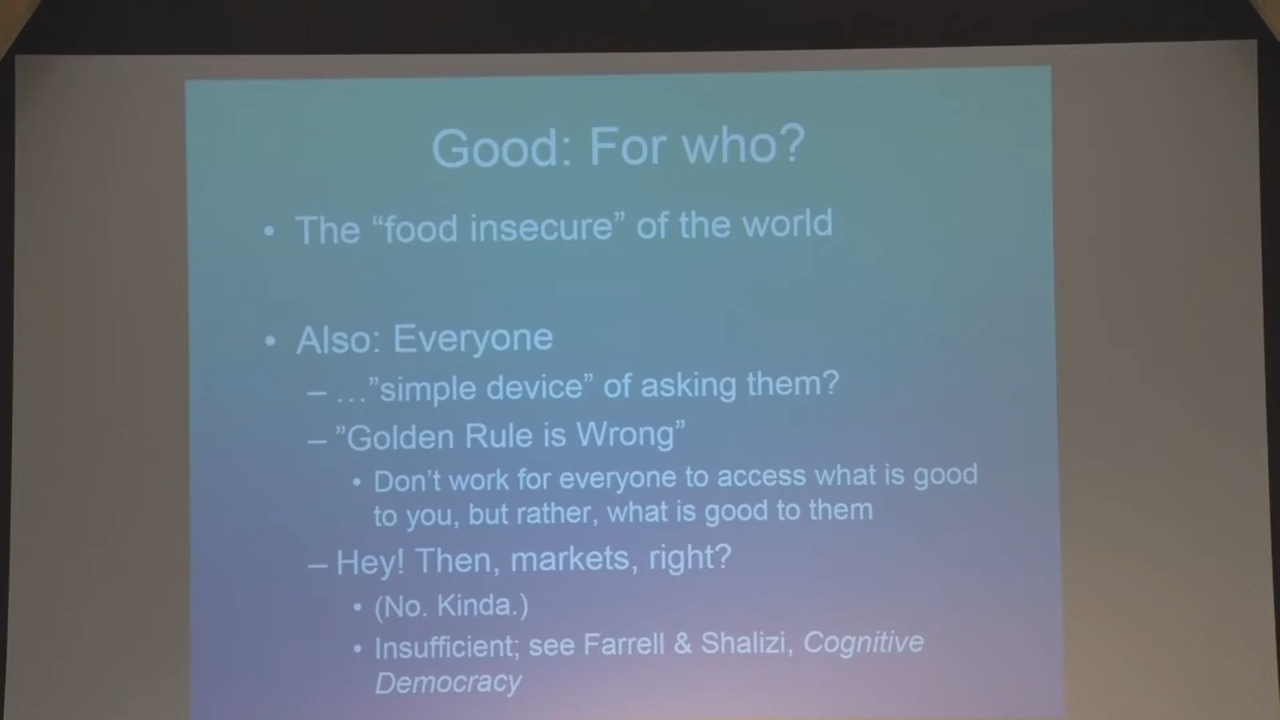 Good: For who?
• The “food insecure” of the world
• Also: Everyone
– …”simple device” of asking them?
– ”Golden Rule is Wrong”
• Don’t work for everyone to access what is good
to you, but rather, what is good to them
– Hey! Then, markets, right?
• (No. Kinda.)
• Insufficient; see Farrell & Shalizi, Cognitive
Democracy